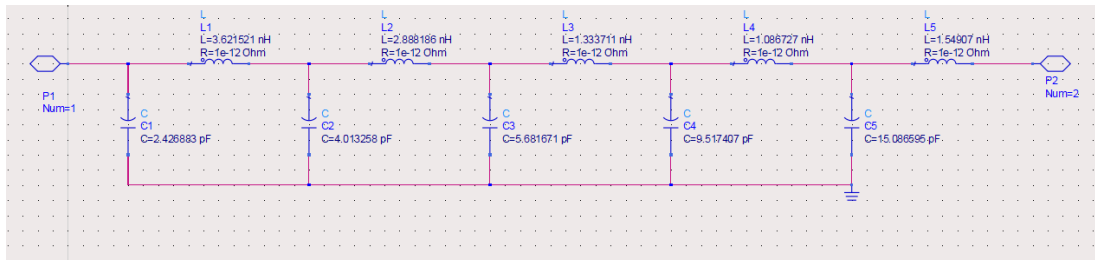 L
L1
L=3.621521 nH
R=1e-12 Ohm
L
L2
L=2.888186 nH
R=1e-12 Ohm
L
L3
L=1.333711 nH
R=1e-12 Ohm
L
L4
L=1.086727 nH
R=1e-12 Ohm
L
L5
L=1.54907 nH
R=1e-12 Ohm
P1
Num=1
P2
Num=2
C
C1
C=2.426883 pF
C
C2
C=4.013258 pF
C
C3
C=5.681671 pF
C
C4
C=9.517407 pF
C
C5
C=15.086595 pF